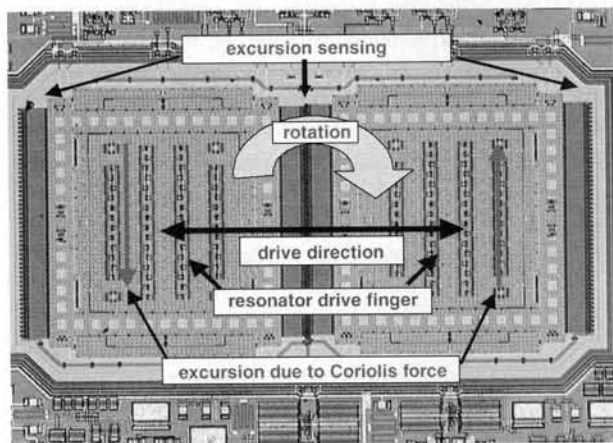 excursion sensing
rotation
drive direction
resonator drive finger
excursion due to Coriolis force